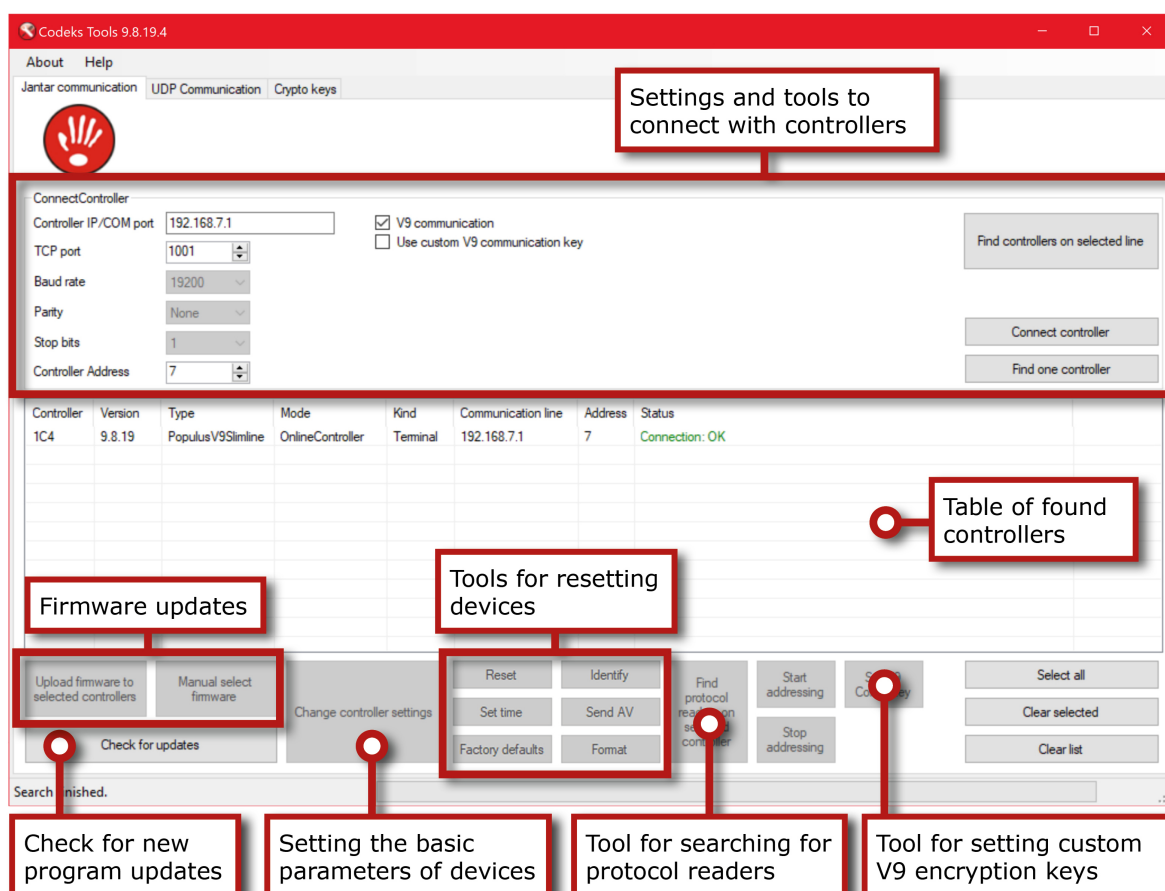 Codeks Tools 9.8.19.4
About Help
Jantar communication UDP Communication Crypto keys
Settings and tools to
connect with controllers
ConnectController
Controller IP/COM port 192.168.7.1
V9 communication
TCP port 1001
Use custom V9 communication key
Find controllers on selected line
Baud rate 19200
Parity None
Stop bits 1
Connect controller
Controller Address 7
Find one controller
Controller Version Type Mode Kind Communication line Address Status
1C4 9.8.19 PopulusV9Slimline OnlineController Terminal 192.168.7.1 7 Connection: OK
Table of found
controllers
Tools for resetting
devices
Firmware updates
Upload firmware to
selected controllers
Manual select
firmware
Check for updates
Change controller settings
Reset Identify
Set time Send AV
Factory defaults Format
Find
protocol
on
Start
addressing
Stop
addressing
Select all
Clear selected
Clear list
Search
Check for new
program updates
Setting the basic
parameters of devices
Tool for searching for
protocol readers
Tool for setting custom
V9 encryption keys